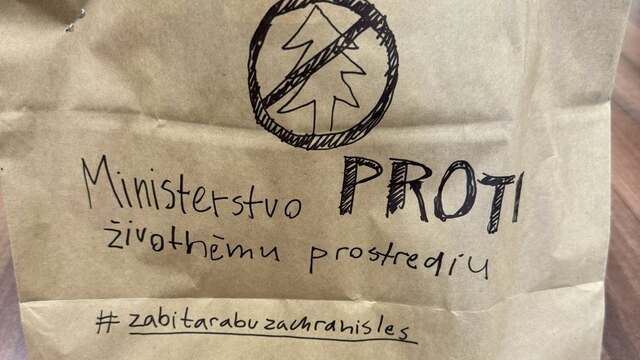 Ministerstvo PROTI
životnému prostrediu
#zabitarabuzachranisles